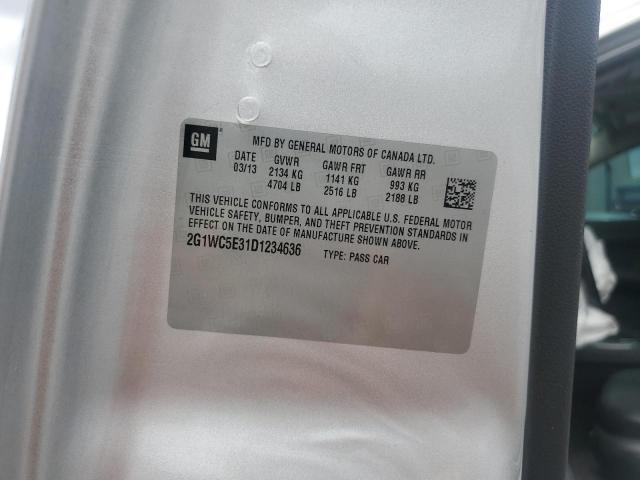 GM
MFD BY GENERAL MOTORS OF CANADA LTD.
DATE GVWR GAWR FRT GAWR RR
03/13 2134 KG 1141 KG 993 KG
4704 LB 2516 LB 2188 LB
THIS VEHICLE CONFORMS TO ALL APPLICABLE U.S. FEDERAL MOTOR
VEHICLE SAFETY, BUMPER, AND THEFT PREVENTION STANDARDS IN
EFFECT ON THE DATE OF MANUFACTURE SHOWN ABOVE.
2G1WC5E31D1234636 TYPE: PASS CAR